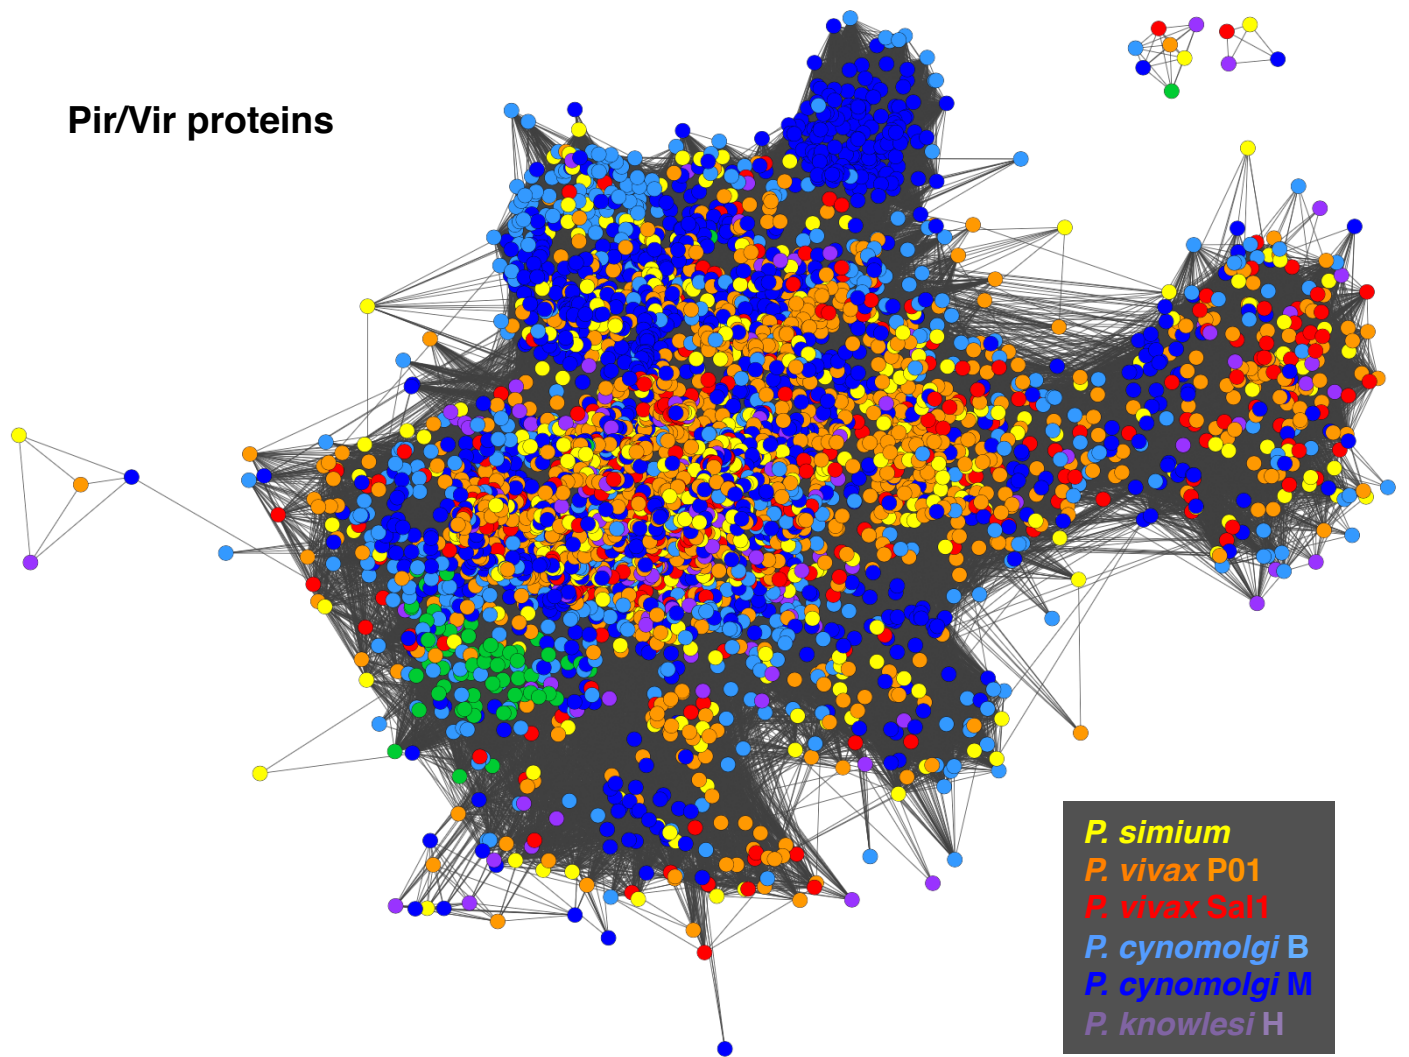 Pir/Vir proteins
P. simium
P. vivax P01
P. vivax Sal1
P. cynomolgi B
P. cynomolgi M
P. knowlesi H